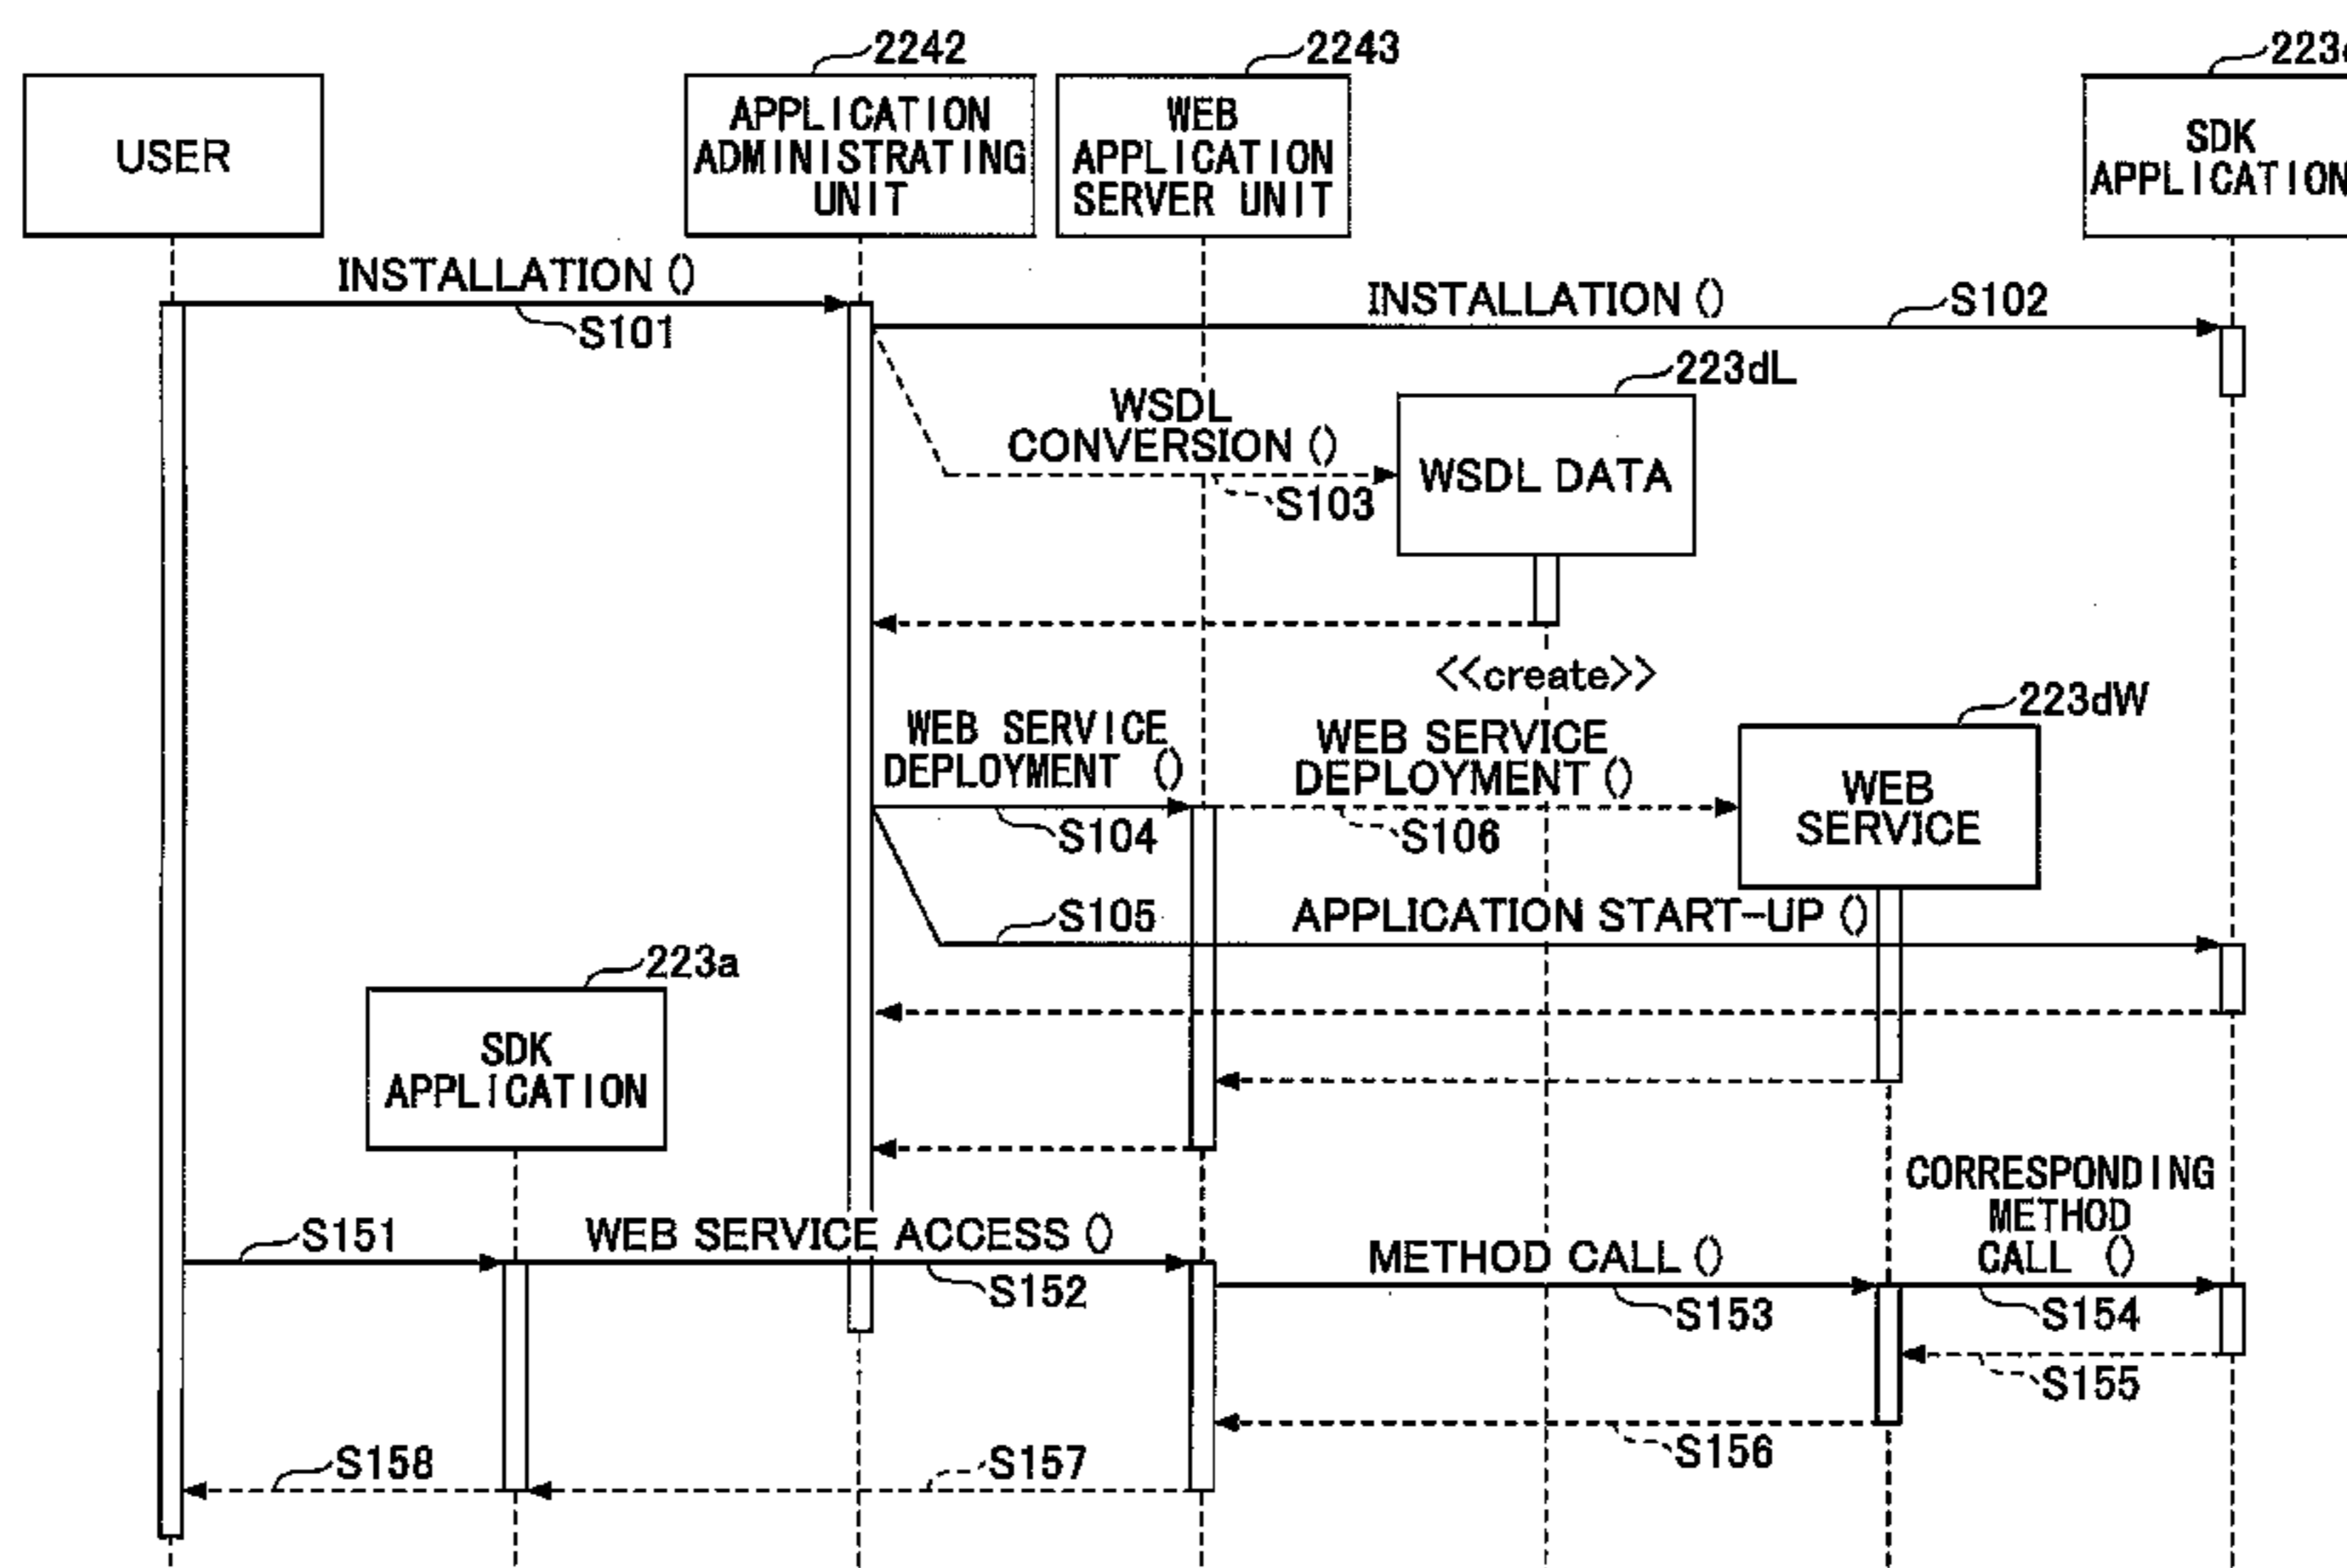 2242
2243
USER
APPLICATION
ADMINISTRATING
UNIT
WEB
APPLICATION
SERVER UNIT
SDK
APPLICATION
INSTALLATION ()
S101
INSTALLATION ()
S102
223dL
WSDL
CONVERSION ()
S103
WSDL DATA
<<create>>
223dW
WEB SERVICE
DEPLOYMENT ()
S104
WEB SERVICE
DEPLOYMENT ()
S106
WEB
SERVICE
S105
APPLICATION START-UP ()
223a
SDK
APPLICATION
S151
WEB SERVICE ACCESS ()
S152
METHOD CALL ()
S153
CORRESPONDING
METHOD
CALL ()
S154
S155
S156
S157
S158